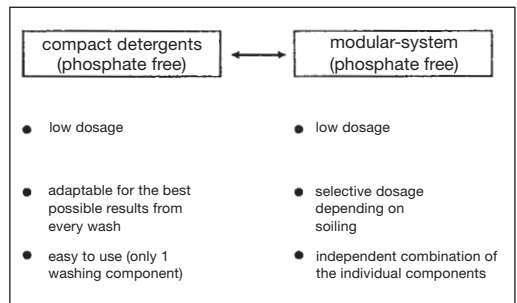 compact detergents
(phosphate free)
modular-system
(phosphate free)
low dosage
adaptable for the best
possible results from
every wash
easy to use (only 1
washing component)
low dosage
selective dosage
depending on
soiling
independent combination of
the individual components